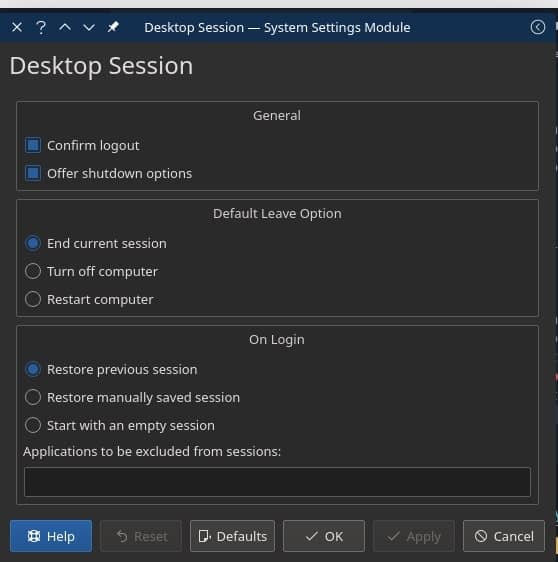 Desktop Session — System Settings Module
Desktop Session
General
Confirm logout
Offer shutdown options
Default Leave Option
End current session
Turn off computer
Restart computer
On Login
Restore previous session
Restore manually saved session
Start with an empty session
Applications to be excluded from sessions:
Help Reset Defaults OK Apply Cancel